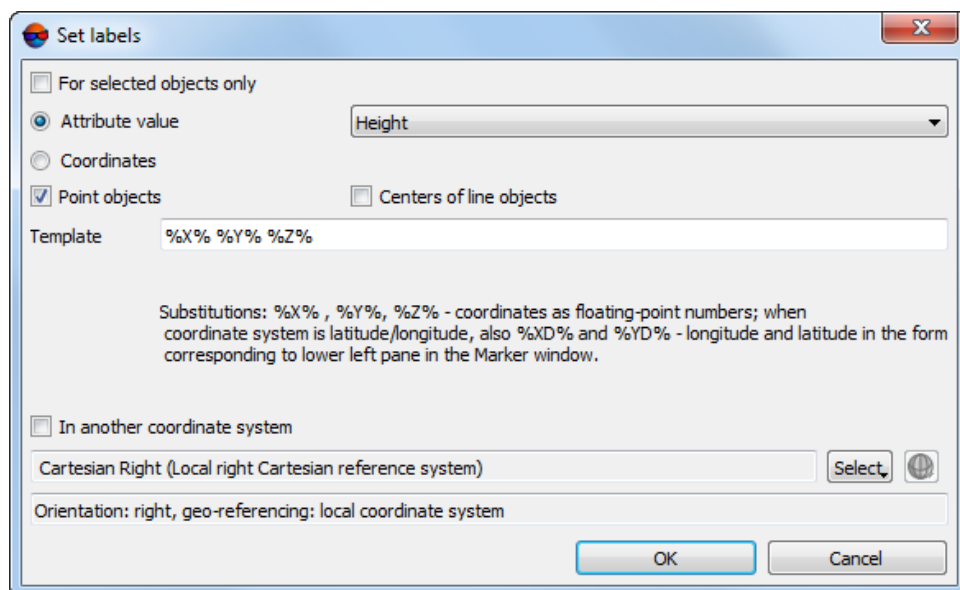 Set labels
For selected objects only
Attribute value
Height
Coordinates
Point objects
Centers of line objects
Template
%X% %Y% %Z%
Substitutions: %X% , %Y%, %Z% - coordinates as floating-point numbers; when
coordinate system is latitude/longitude, also %XD% and %YD% - longitude and latitude in the form
corresponding to lower left pane in the Marker window.
In another coordinate system
Cartesian Right (Local right Cartesian reference system)
Select
Orientation: right, geo-referencing: local coordinate system
OK
Cancel